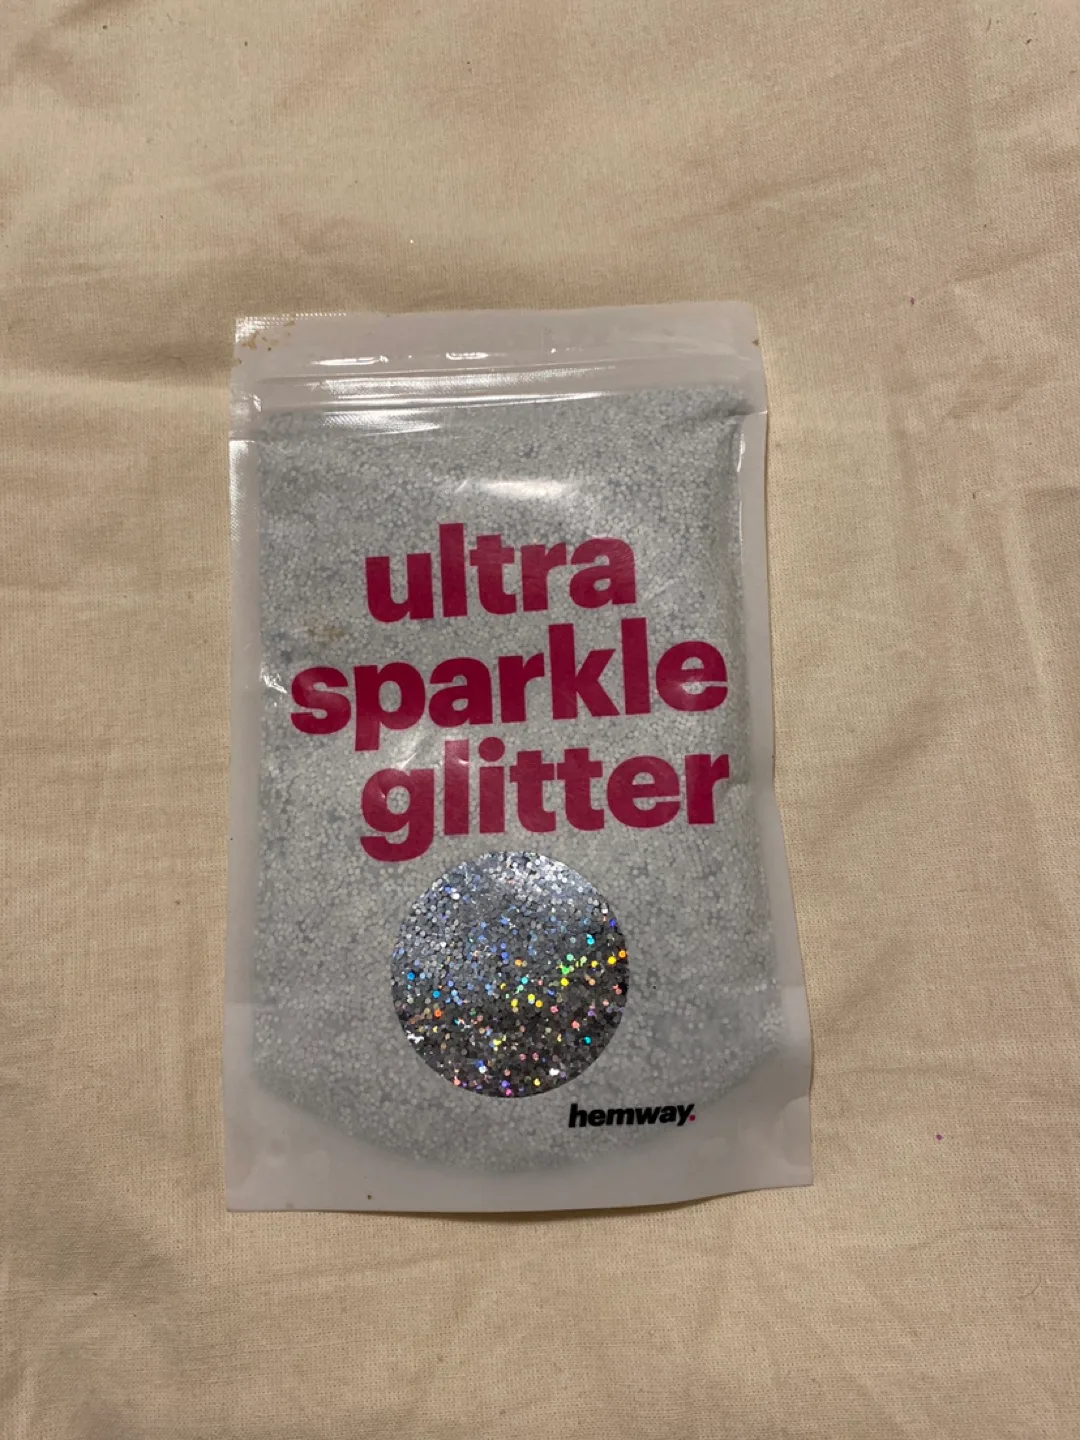 ultra
sparkle
glitter
hemway.